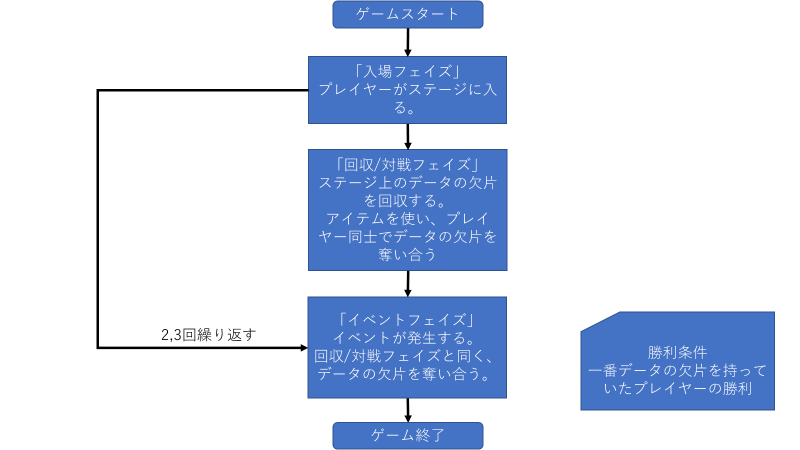 ゲームスタート
「入場フェイズ」
プレイヤーがステージに入
る。
「回収/対戦フェイズ」
ステージ上のデータの欠片
を回収する。
アイテムを使い、プレイ
ヤー同士でデータの欠片を
奪い合う
2,3回繰り返す
「イベントフェイズ」
イベントが発生する。
回収/対戦フェイズと同く、
データの欠片を奪い合う。
ゲーム終了
勝利条件
一番データの欠片を持って
いたプレイヤーの勝利